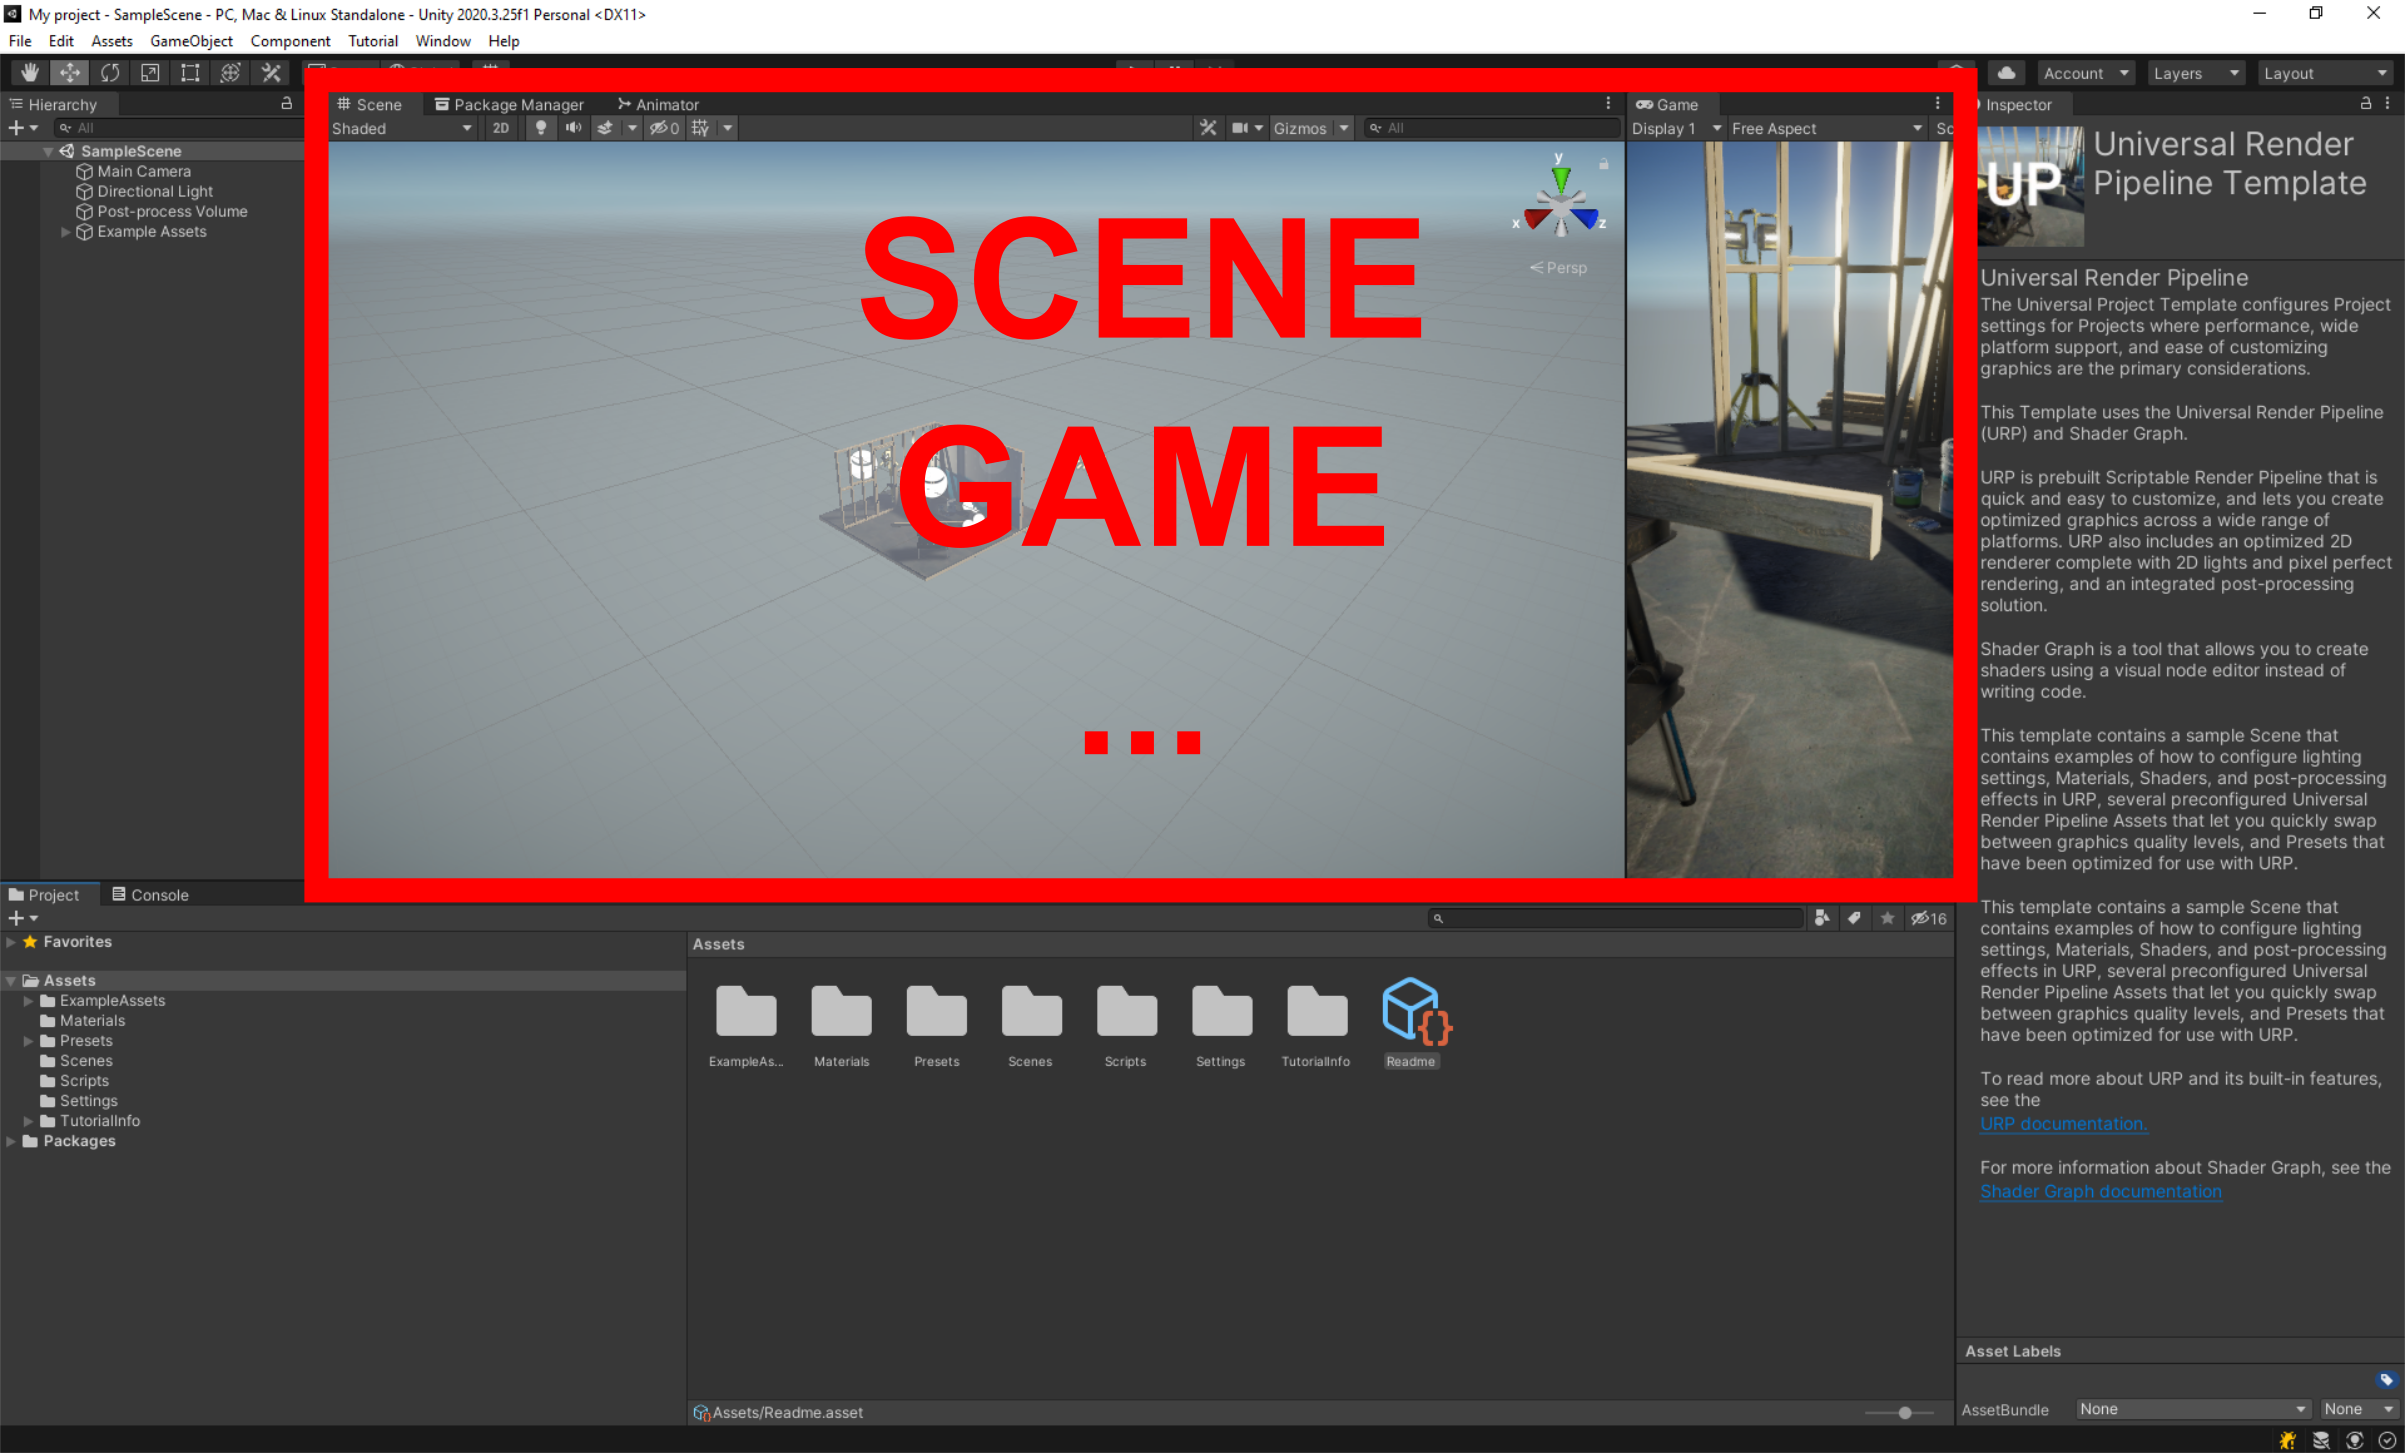 My project - SampleScene - PC, Mac & Linux Standalone - Unity 2020.3.25f1 Personal <DX11>
File Edit Assets GameObject Component Tutorial Window Help
Account Layers Layout
Hierarchy
All
SampleScene
Main Camera
Directional Light
Post-process Volume
Example Assets
Scene Package Manager Animator
Shaded 2D 0 Gizmos All
y
x z
Persp
SCENE
GAME
...
Game
Display 1 Free Aspect Sc
Inspector
UP
Universal Render
Pipeline Template
Universal Render Pipeline
The Universal Project Template configures Project
settings for Projects where performance, wide
platform support, and ease of customizing
graphics are the primary considerations.
This Template uses the Universal Render Pipeline
(URP) and Shader Graph.
URP is prebuilt Scriptable Render Pipeline that is
quick and easy to customize, and lets you create
optimized graphics across a wide range of
platforms. URP also includes an optimized 2D
renderer complete with 2D lights and pixel perfect
rendering, and an integrated post-processing
solution.
Shader Graph is a tool that allows you to create
shaders using a visual node editor instead of
writing code.
This template contains a sample Scene that
contains examples of how to configure lighting
settings, Materials, Shaders, and post-processing
effects in URP, several preconfigured Universal
Render Pipeline Assets that let you quickly swap
between graphics quality levels, and Presets that
have been optimized for use with URP.
This template contains a sample Scene that
contains examples of how to configure lighting
settings, Materials, Shaders, and post-processing
effects in URP, several preconfigured Universal
Render Pipeline Assets that let you quickly swap
between graphics quality levels, and Presets that
have been optimized for use with URP.
To read more about URP and its built-in features,
see the
URP documentation.
For more information about Shader Graph, see the
Shader Graph documentation
Asset Labels
AssetBundle None None
Project Console
16
Favorites
Assets
ExampleAssets
Materials
Presets
Scenes
Scripts
Settings
TutorialInfo
Packages
Assets
ExampleAs... Materials Presets Scenes Scripts Settings TutorialInfo Readme
Assets/Readme.asset